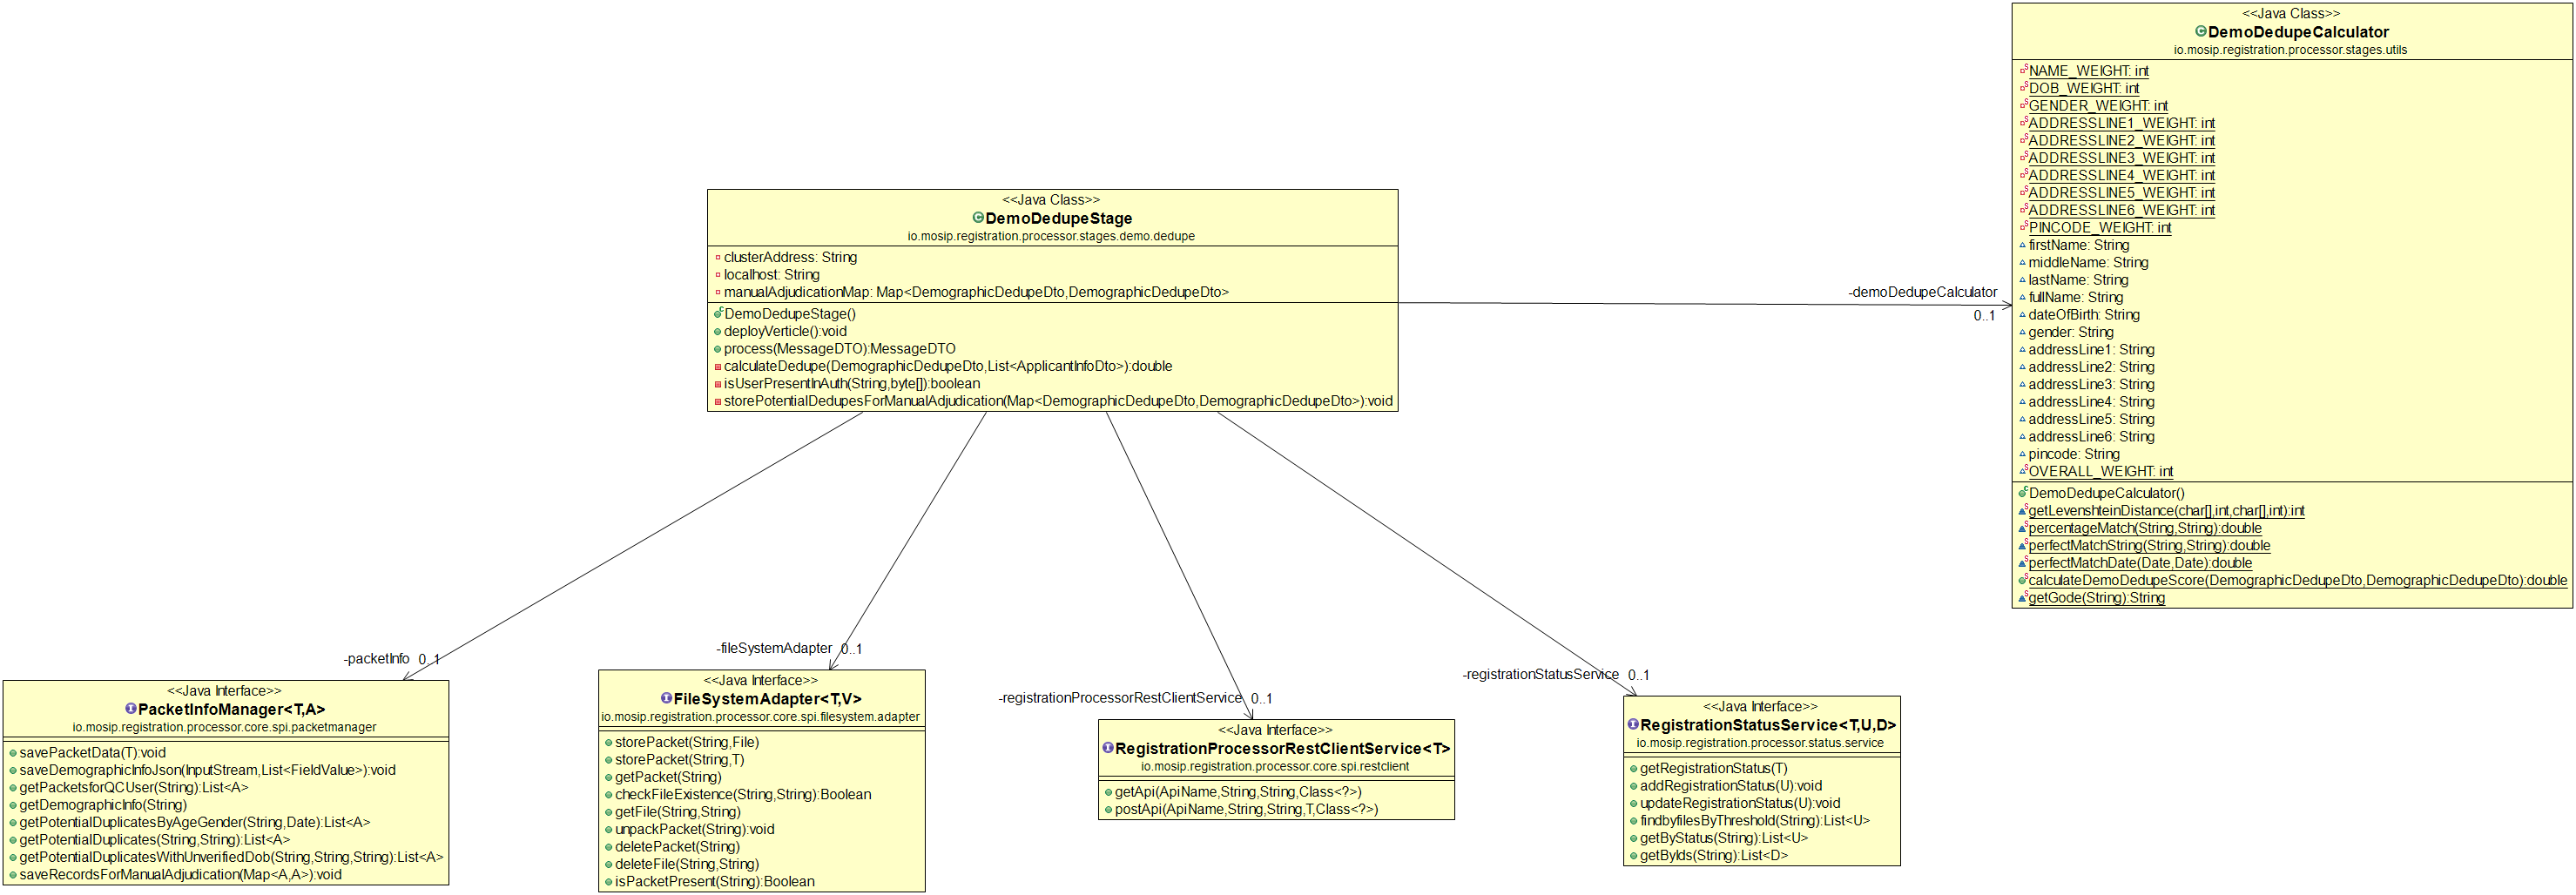 <<Java Class>>
DemoDedupeCalculator
io.mosip.registration.processor.stages.utils
NAME_WEIGHT: int
DOB_WEIGHT: int
GENDER_WEIGHT: int
ADDRESSLINE1_WEIGHT: int
ADDRESSLINE2_WEIGHT: int
ADDRESSLINE3_WEIGHT: int
ADDRESSLINE4_WEIGHT: int
ADDRESSLINE5_WEIGHT: int
ADDRESSLINE6_WEIGHT: int
PINCODE_WEIGHT: int
firstName: String
middleName: String
lastName: String
fullName: String
dateOfBirth: String
gender: String
addressLine1: String
addressLine2: String
addressLine3: String
addressLine4: String
addressLine5: String
addressLine6: String
pincode: String
OVERALL_WEIGHT: int
DemoDedupeCalculator()
getLevenshteinDistance(char[],int,char[],int):int
percentageMatch(String,String):double
perfectMatchString(String,String):double
perfectMatchDate(Date,Date):double
calculateDemoDedupeScore(DemographicDedupeDto,DemographicDedupeDto):double
getGode(String):String
<<Java Class>>
DemoDedupeStage
io.mosip.registration.processor.stages.demo.dedupe
clusterAddress: String
localhost: String
manualAdjudicationMap: Map<DemographicDedupeDto,DemographicDedupeDto>
DemoDedupeStage()
deployVerticle():void
process(MessageDTO):MessageDTO
calculateDedupe(DemographicDedupeDto,List<ApplicantInfoDto>):double
isUserPresentInAuth(String,byte[]):boolean
storePotentialDedupesForManualAdjudication(Map<DemographicDedupeDto,DemographicDedupeDto>):void
-demoDedupeCalculator
0..1
-packetInfo 0..1
-fileSystemAdapter 0..1
-registrationProcessorRestClientService 0..1
-registrationStatusService 0..1
<<Java Interface>>
PacketInfoManager<T,A>
io.mosip.registration.processor.core.spi.packetmanager
savePacketData(T):void
saveDemographicInfoJson(InputStream,List<FieldValue>):void
getPacketsforQCUser(String):List<A>
getDemographicInfo(String)
getPotentialDuplicatesByAgeGender(String,Date):List<A>
getPotentialDuplicates(String,String):List<A>
getPotentialDuplicatesWithUnverifiedDob(String,String,String):List<A>
saveRecordsForManualAdjudication(Map<A,A>):void
<<Java Interface>>
FileSystemAdapter<T,V>
io.mosip.registration.processor.core.spi.filesystem.adapter
storePacket(String,File)
storePacket(String,T)
getPacket(String)
checkFileExistence(String,String):Boolean
getFile(String,String)
unpackPacket(String):void
deletePacket(String)
deleteFile(String,String)
isPacketPresent(String):Boolean
<<Java Interface>>
RegistrationProcessorRestClientService<T>
io.mosip.registration.processor.core.spi.restclient
getApi(ApiName,String,String,Class<?>)
postApi(ApiName,String,String,T,Class<?>)
<<Java Interface>>
RegistrationStatusService<T,U,D>
io.mosip.registration.processor.status.service
getRegistrationStatus(T)
addRegistrationStatus(U):void
updateRegistrationStatus(U):void
findbyfilesByThreshold(String):List<U>
getByStatus(String):List<U>
getByIds(String):List<D>